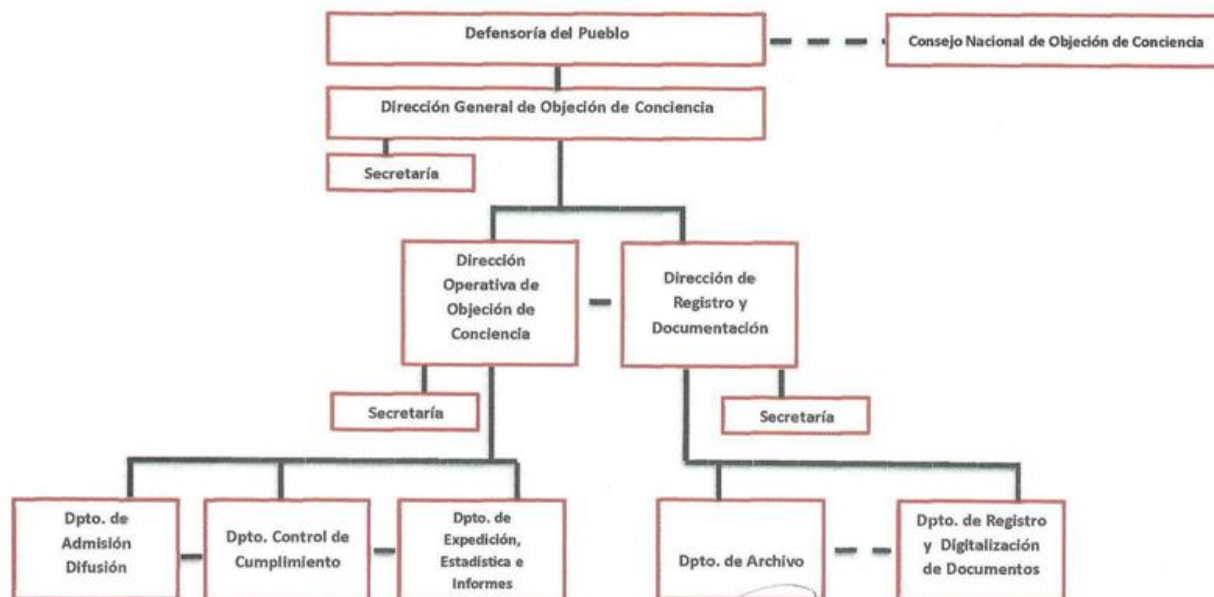 Defensoría del Pueblo
Consejo Nacional de Objeción de Conciencia
Dirección General de Objeción de Conciencia
Secretaría
Dirección
Operativa de
Objeción de
Conciencia
Dirección de
Registro y
Documentación
Secretaría
Secretaría
Dpto. de
Admisión
Difusión
Dpto. Control de
Cumplimiento
Dpto. de
Expedición,
Estadística e
Informes
Dpto. de Archivo
Dpto. de Registro
y Digitalización
de Documentos